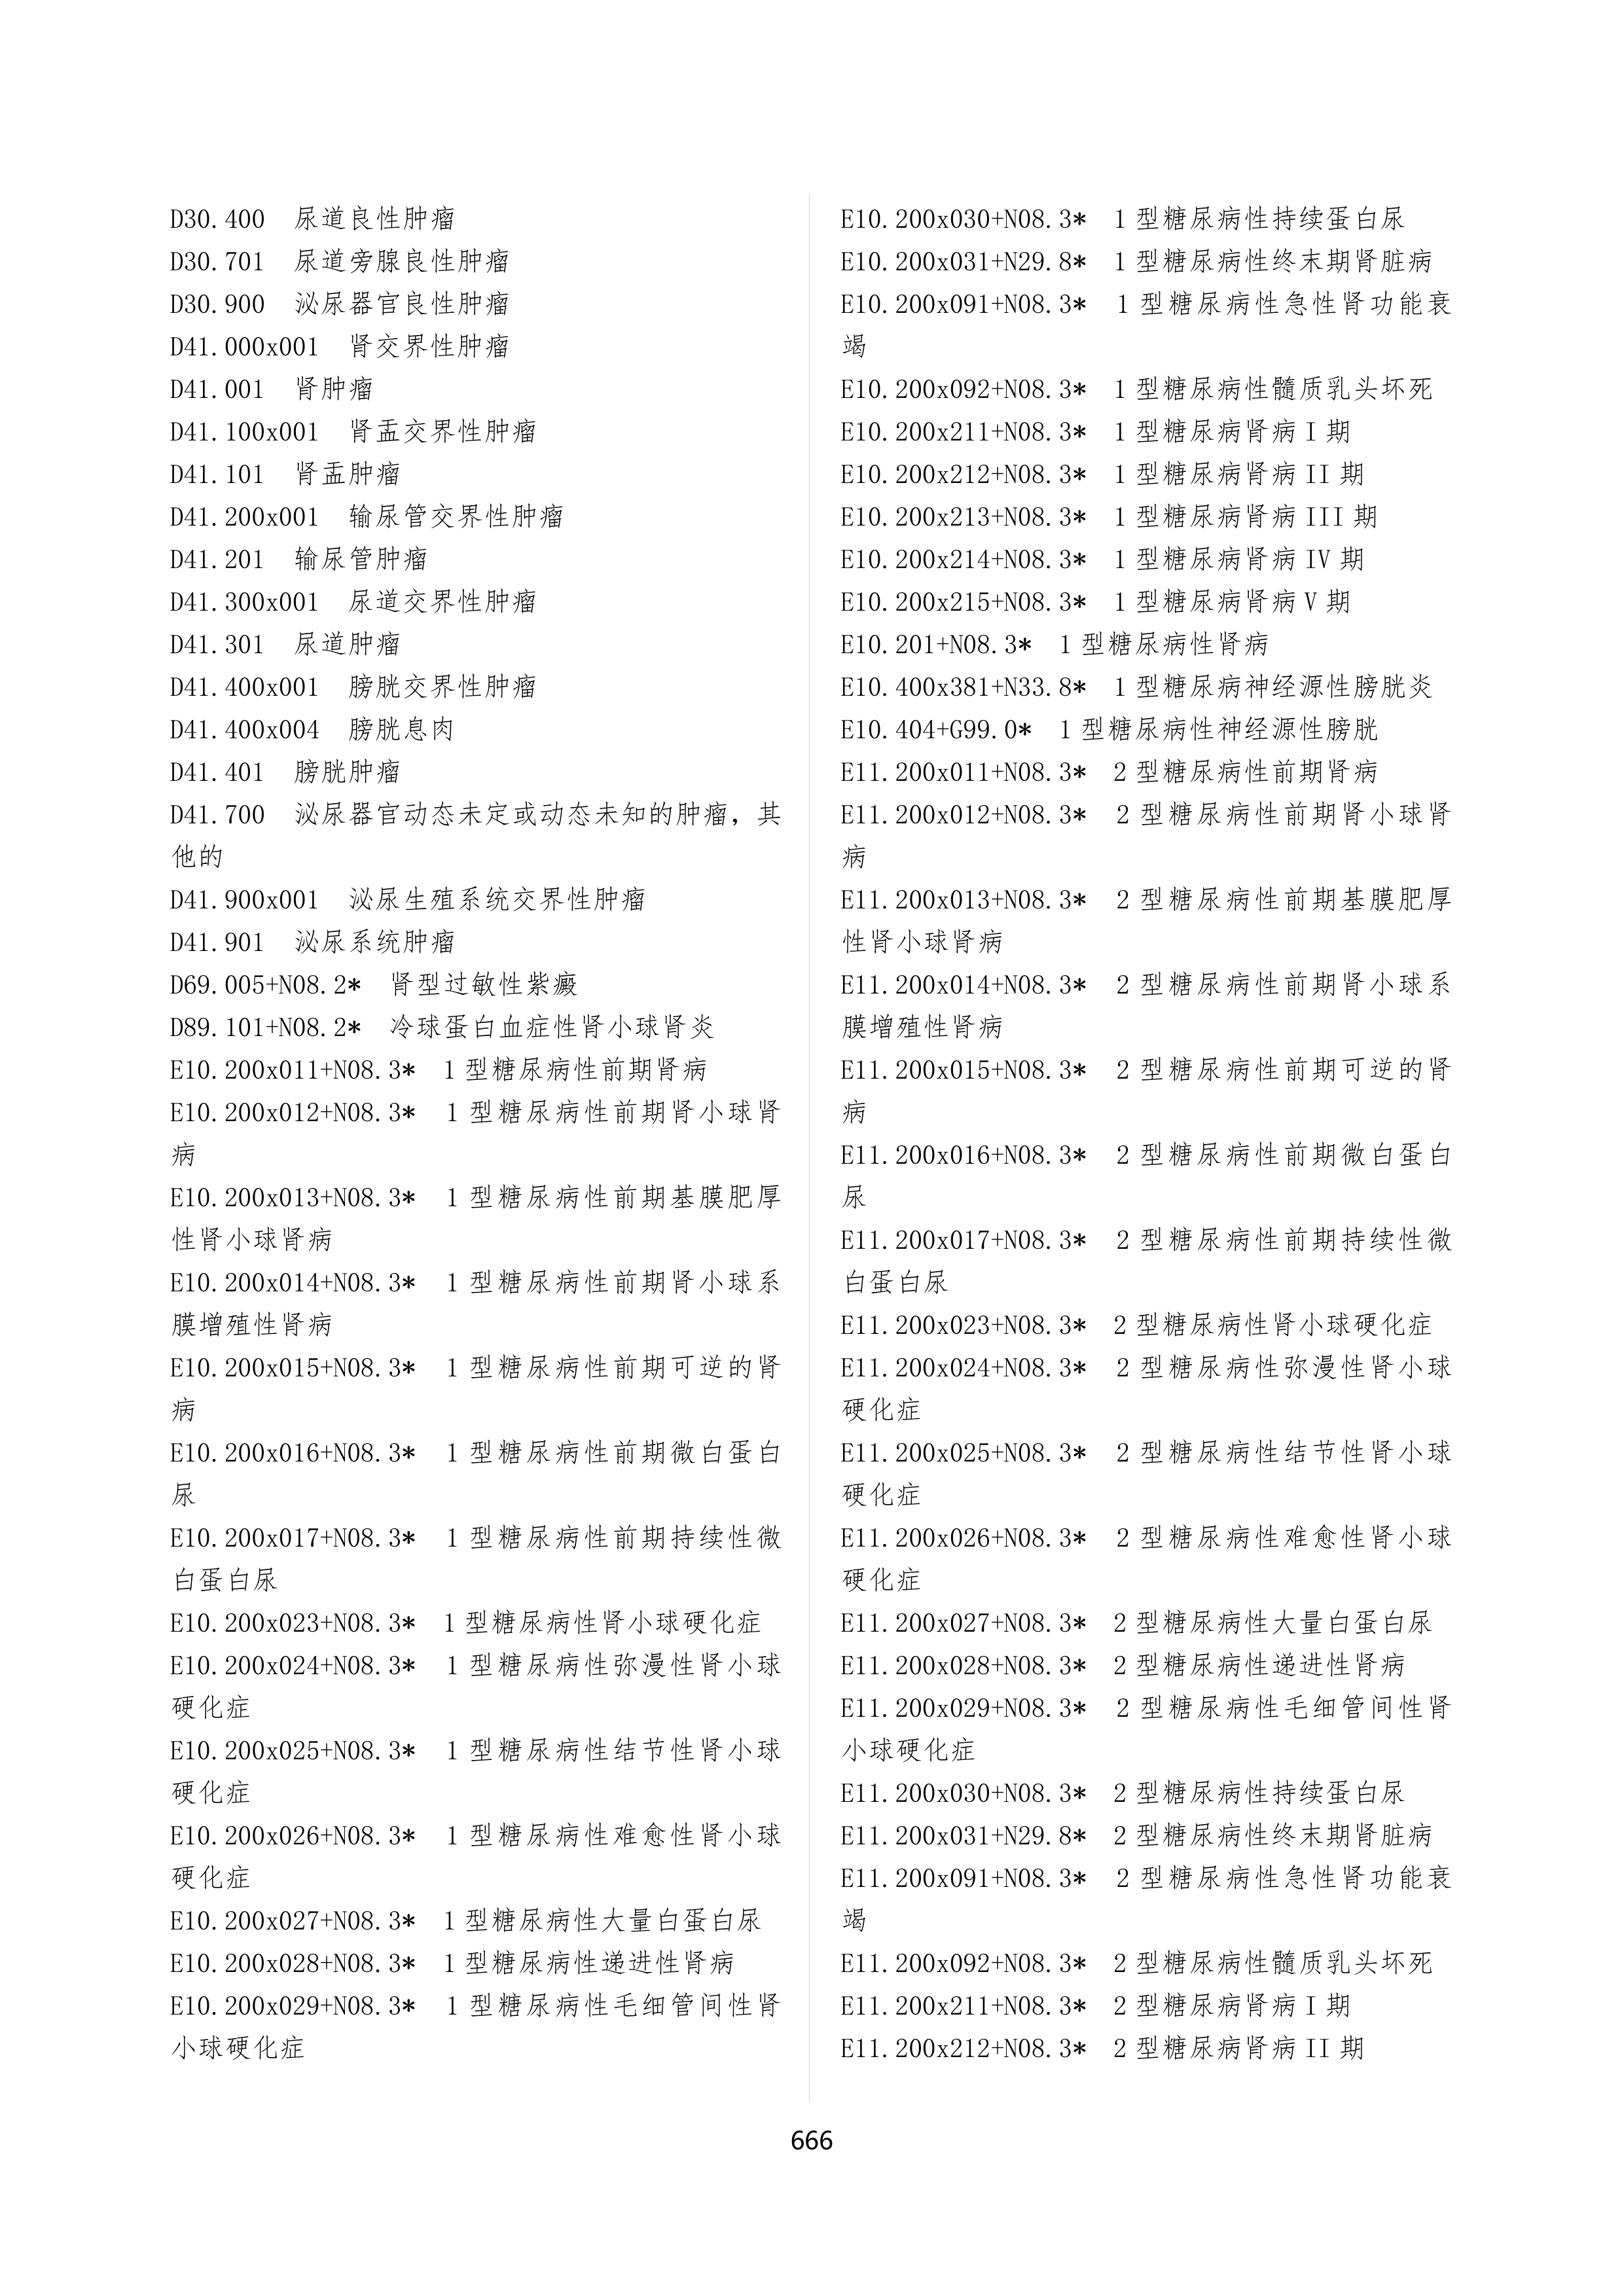 D30.400　尿道良性肿瘤
D30.701　尿道旁腺良性肿瘤
D30.900　泌尿器官良性肿瘤
D41.000x001　肾交界性肿瘤
D41.001　肾肿瘤
D41.100x001　肾盂交界性肿瘤
D41.101　肾盂肿瘤
D41.200x001　输尿管交界性肿瘤
D41.201　输尿管肿瘤
D41.300x001　尿道交界性肿瘤
D41.301　尿道肿瘤
D41.400x001　膀胱交界性肿瘤
D41.400x004　膀胱息肉
D41.401　膀胱肿瘤
D41.700　泌尿器官动态未定或动态未知的肿瘤，其
他的
D41.900x001　泌尿生殖系统交界性肿瘤
D41.901　泌尿系统肿瘤
D69.005+N08.2*　肾型过敏性紫癜
D89.101+N08.2*　冷球蛋白血症性肾小球肾炎
E10.200x011+N08.3*　1 型糖尿病性前期肾病
E10.200x012+N08.3*　1 型糖尿病性前期肾小球肾
病
E10.200x013+N08.3*　1 型糖尿病性前期基膜肥厚
性肾小球肾病
E10.200x014+N08.3*　1 型糖尿病性前期肾小球系
膜增殖性肾病
E10.200x015+N08.3*　1 型糖尿病性前期可逆的肾
病
E10.200x016+N08.3*　1 型糖尿病性前期微白蛋白
尿
E10.200x017+N08.3*　1 型糖尿病性前期持续性微
白蛋白尿
E10.200x023+N08.3*　1 型糖尿病性肾小球硬化症
E10.200x024+N08.3*　1 型糖尿病性弥漫性肾小球
硬化症
E10.200x025+N08.3*　1 型糖尿病性结节性肾小球
硬化症
E10.200x026+N08.3*　1 型糖尿病性难愈性肾小球
硬化症
E10.200x027+N08.3*　1 型糖尿病性大量白蛋白尿
E10.200x028+N08.3*　1 型糖尿病性递进性肾病
E10.200x029+N08.3*　1 型糖尿病性毛细管间性肾
小球硬化症
E10.200x030+N08.3*　1 型糖尿病性持续蛋白尿
E10.200x031+N29.8*　1 型糖尿病性终末期肾脏病
E10.200x091+N08.3*　1 型糖尿病性急性肾功能衰
竭
E10.200x092+N08.3*　1 型糖尿病性髓质乳头坏死
E10.200x211+N08.3*　1 型糖尿病肾病 I 期
E10.200x212+N08.3*　1 型糖尿病肾病 II 期
E10.200x213+N08.3*　1 型糖尿病肾病 III 期
E10.200x214+N08.3*　1 型糖尿病肾病 IV 期
E10.200x215+N08.3*　1 型糖尿病肾病 V 期
E10.201+N08.3*　1 型糖尿病性肾病
E10.400x381+N33.8*　1 型糖尿病神经源性膀胱炎
E10.404+G99.0*　1 型糖尿病性神经源性膀胱
E11.200x011+N08.3*　2 型糖尿病性前期肾病
E11.200x012+N08.3*　2 型糖尿病性前期肾小球肾
病
E11.200x013+N08.3*　2 型糖尿病性前期基膜肥厚
性肾小球肾病
E11.200x014+N08.3*　2 型糖尿病性前期肾小球系
膜增殖性肾病
E11.200x015+N08.3*　2 型糖尿病性前期可逆的肾
病
E11.200x016+N08.3*　2 型糖尿病性前期微白蛋白
尿
E11.200x017+N08.3*　2 型糖尿病性前期持续性微
白蛋白尿
E11.200x023+N08.3*　2 型糖尿病性肾小球硬化症
E11.200x024+N08.3*　2 型糖尿病性弥漫性肾小球
硬化症
E11.200x025+N08.3*　2 型糖尿病性结节性肾小球
硬化症
E11.200x026+N08.3*　2 型糖尿病性难愈性肾小球
硬化症
E11.200x027+N08.3*　2 型糖尿病性大量白蛋白尿
E11.200x028+N08.3*　2 型糖尿病性递进性肾病
E11.200x029+N08.3*　2 型糖尿病性毛细管间性肾
小球硬化症
E11.200x030+N08.3*　2 型糖尿病性持续蛋白尿
E11.200x031+N29.8*　2 型糖尿病性终末期肾脏病
E11.200x091+N08.3*　2 型糖尿病性急性肾功能衰
竭
E11.200x092+N08.3*　2 型糖尿病性髓质乳头坏死
E11.200x211+N08.3*　2 型糖尿病肾病 I 期
E11.200x212+N08.3*　2 型糖尿病肾病 II 期
666